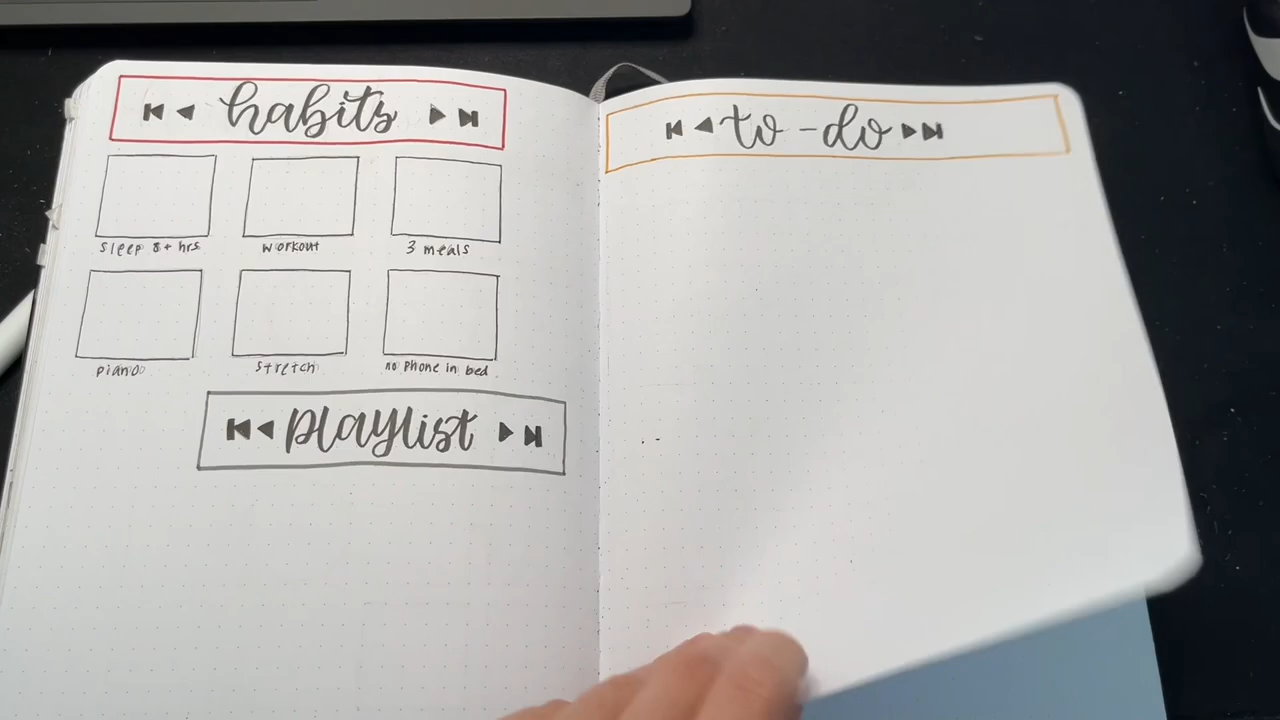 habits
sleep 8+ hrs
workout
3 meals
piano
stretch
no phone in bed
playlist
to-do